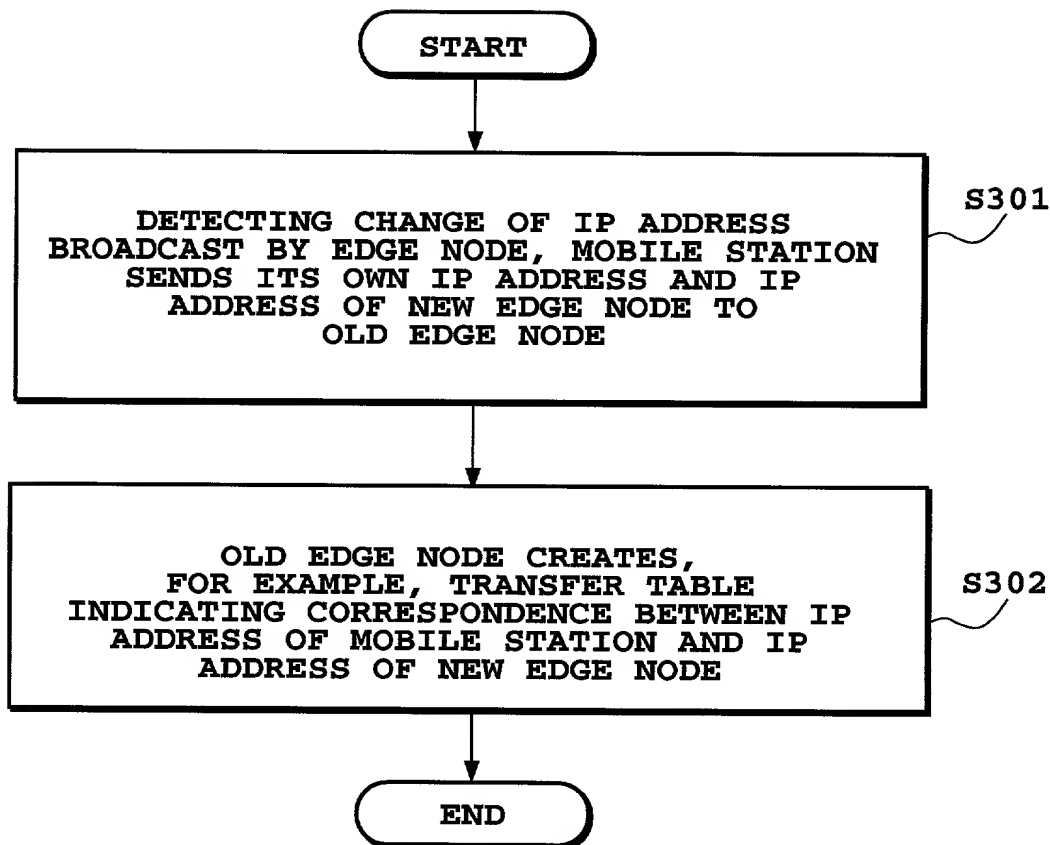 START
DETECTING CHANGE OF IP ADDRESS
BROADCAST BY EDGE NODE, MOBILE STATION
SENDS ITS OWN IP ADDRESS AND IP
ADDRESS OF NEW EDGE NODE TO
OLD EDGE NODE
S301
OLD EDGE NODE CREATES,
FOR EXAMPLE, TRANSFER TABLE
INDICATING CORRESPONDENCE BETWEEN IP
ADDRESS OF MOBILE STATION AND IP
ADDRESS OF NEW EDGE NODE
S302
END